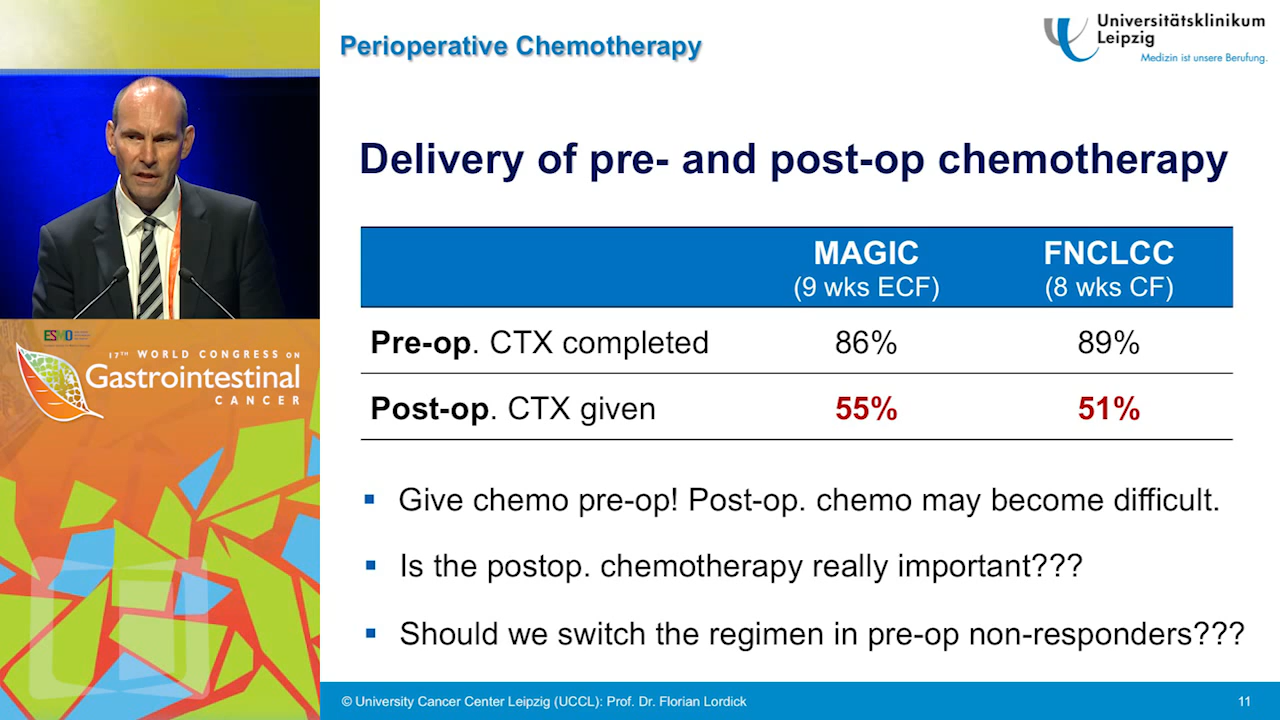 Perioperative Chemotherapy
Universitätsklinikum
Leipzig
Medizin ist unsere Berufung.
Delivery of pre- and post-op chemotherapy
MAGIC FNCLCC
(9 wks ECF) (8 wks CF)
Pre-op. CTX completed 86% 89%
Post-op. CTX given 55% 51%
▪ Give chemo pre-op! Post-op. chemo may become difficult.
▪ Is the postop. chemotherapy really important???
▪ Should we switch the regimen in pre-op non-responders???
© University Cancer Center Leipzig (UCCL): Prof. Dr. Florian Lordick 11
ESMO
17TH WORLD CONGRESS ON
Gastrointestinal
CANCER